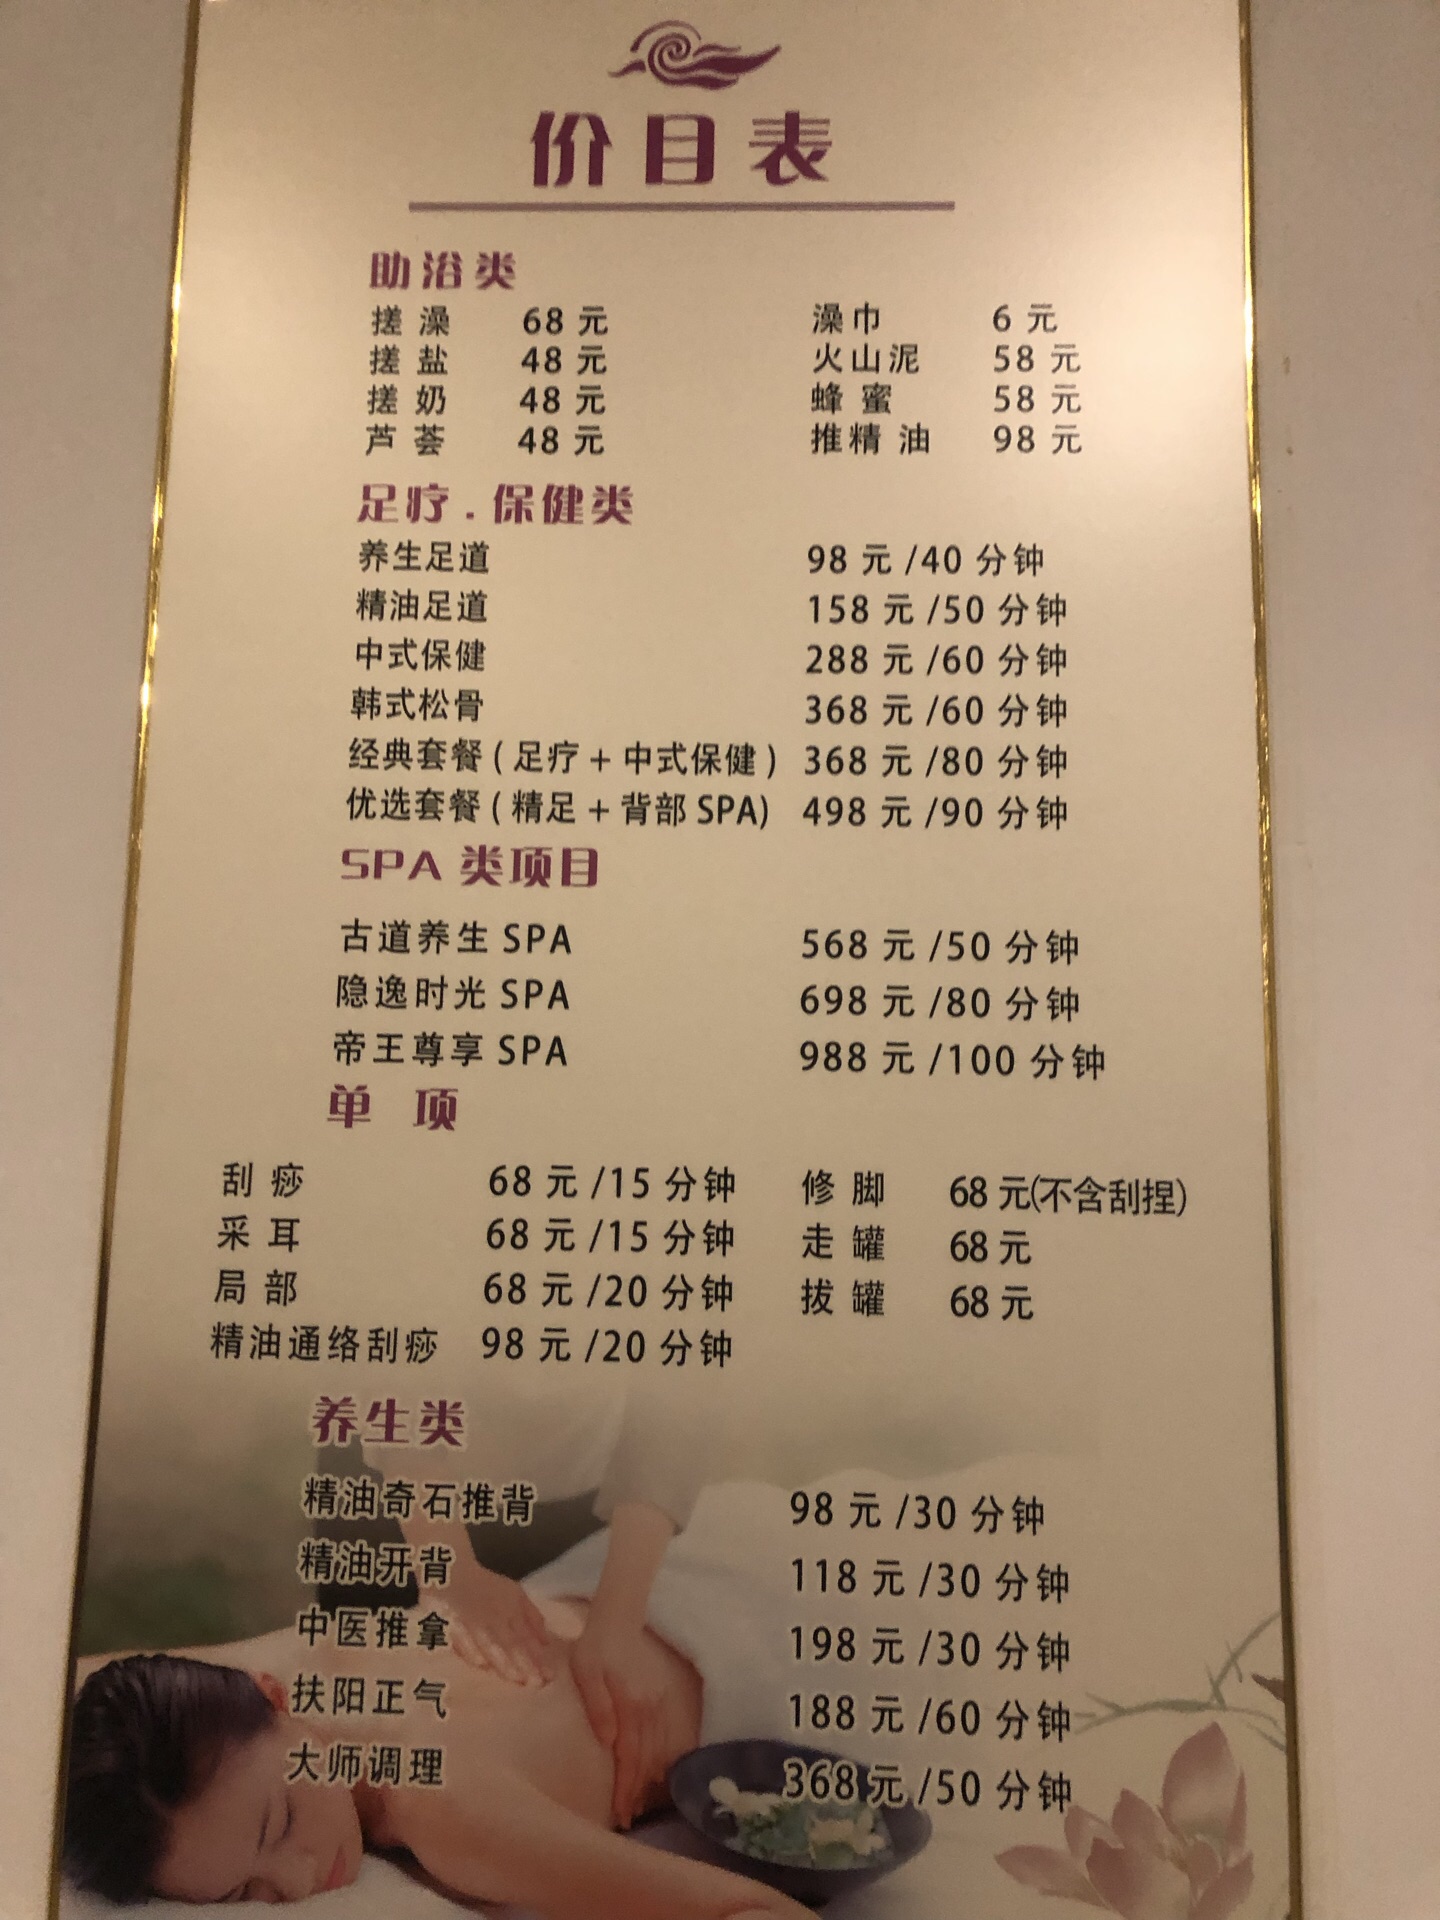 价目表
助浴类
搓澡 68元 澡巾 6元
搓盐 48元 火山泥 58元
搓奶 48元 蜂蜜 58元
芦荟 48元 推精油 98元
足疗.保健类
养生足道 98元/40分钟
精油足道 158元/50分钟
中式保健 288元/60分钟
韩式松骨 368元/60分钟
经典套餐(足疗+中式保健) 368元/80分钟
优选套餐(精足+背部SPA) 498元/90分钟
SPA类项目
古道养生SPA 568元/50分钟
隐逸时光SPA 698元/80分钟
帝王尊享SPA 988元/100分钟
单项
刮痧 68元/15分钟 修脚 68元(不含刮捏)
采耳 68元/15分钟 走罐 68元
局部 68元/20分钟 拔罐 68元
精油通络刮痧 98元/20分钟
养生类
精油奇石推背 98元/30分钟
精油开背 118元/30分钟
中医推拿 198元/30分钟
扶阳正气 188元/60分钟
大师调理 368元/50分钟